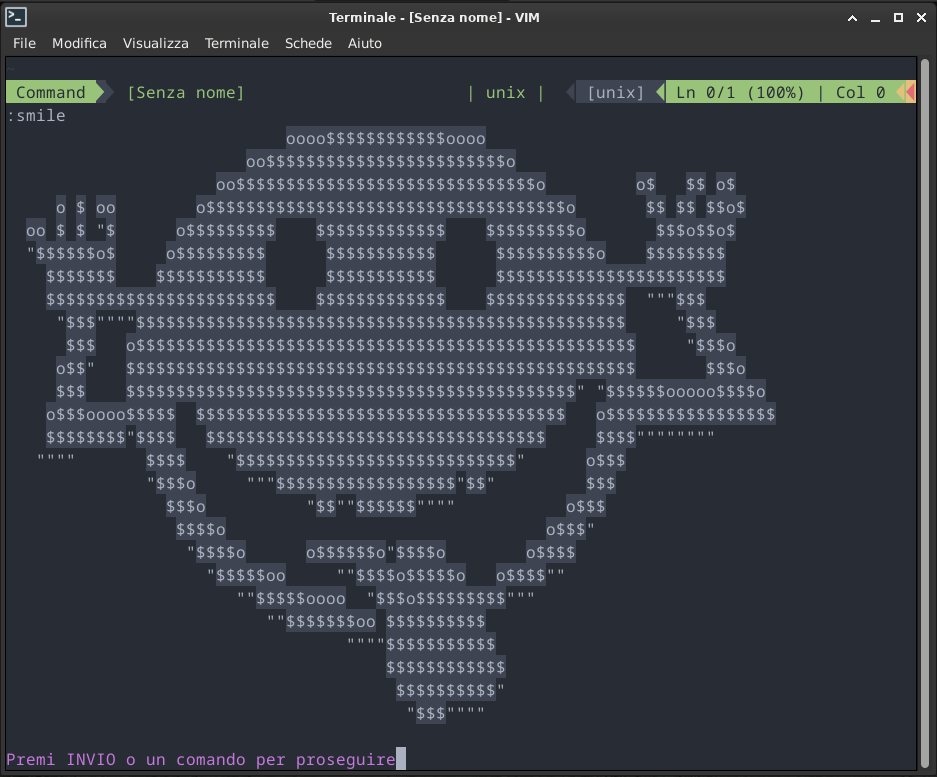 Terminale - [Senza nome] - VIM
File Modifica Visualizza Terminale Schede Aiuto
~
Command [Senza nome] | unix | [unix] Ln 0/1 (100%) | Col 0
:smile
                            oooo$$$$$$$$$$$$oooo
                        oo$$$$$$$$$$$$$$$$$$$$$$$$o
                     oo$$$$$$$$$$$$$$$$$$$$$$$$$$$$$$o         o$   $$ o$
     o $ oo        o$$$$$$$$$$$$$$$$$$$$$$$$$$$$$$$$$$$$o       $$ $$ $$o$
  oo $ $ "$      o$$$$$$$$$    $$$$$$$$$$$$$    $$$$$$$$$o       $$$o$$o$
  "$$$$$$o$     o$$$$$$$$$      $$$$$$$$$$$      $$$$$$$$$$o    $$$$$$$$
    $$$$$$$    $$$$$$$$$$$      $$$$$$$$$$$      $$$$$$$$$$$$$$$$$$$$$$$
    $$$$$$$$$$$$$$$$$$$$$$$    $$$$$$$$$$$$$    $$$$$$$$$$$$$$  """$$$
     "$$$""""$$$$$$$$$$$$$$$$$$$$$$$$$$$$$$$$$$$$$$$$$$$$$$$$$     "$$$
      $$$   o$$$$$$$$$$$$$$$$$$$$$$$$$$$$$$$$$$$$$$$$$$$$$$$$$$     "$$$o
     o$$"   $$$$$$$$$$$$$$$$$$$$$$$$$$$$$$$$$$$$$$$$$$$$$$$$$$$       $$$o
     $$$    $$$$$$$$$$$$$$$$$$$$$$$$$$$$$$$$$$$$$$$$$$$$$" "$$$$$$ooooo$$$$o
    o$$$oooo$$$$$  $$$$$$$$$$$$$$$$$$$$$$$$$$$$$$$$$$$$$   o$$$$$$$$$$$$$$$$$
    $$$$$$$$"$$$$   $$$$$$$$$$$$$$$$$$$$$$$$$$$$$$$$$$     $$$$""""""""
   """"       $$$$    "$$$$$$$$$$$$$$$$$$$$$$$$$$$$"      o$$$
              "$$$o     """$$$$$$$$$$$$$$$$$$"$$"         $$$
                $$$o          "$$""$$$$$$""""           o$$$
                 $$$$o                                o$$$"
                  "$$$$o      o$$$$$$o"$$$$o        o$$$$
                    "$$$$$oo     ""$$$$o$$$$$o   o$$$$""
                       ""$$$$$oooo  "$$$o$$$$$$$$$"""
                          ""$$$$$$$oo $$$$$$$$$$
                                  """"$$$$$$$$$$$
                                      $$$$$$$$$$$$
                                       $$$$$$$$$$"
                                        "$$$""""
Premi INVIO o un comando per proseguire